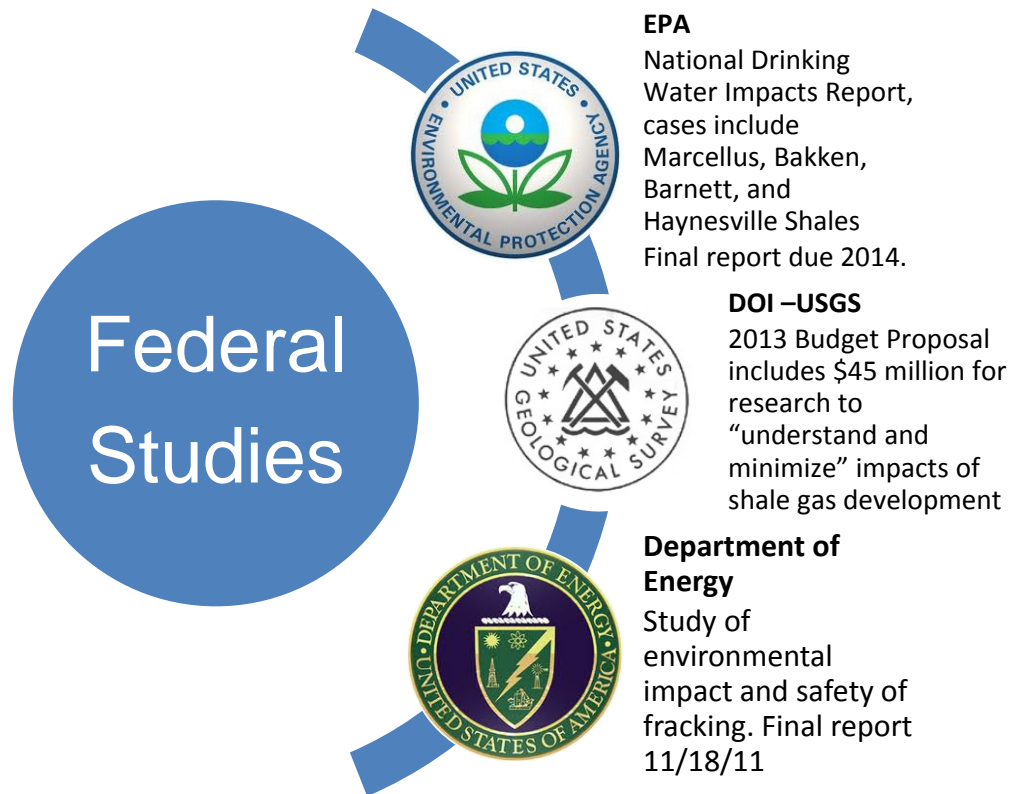 Federal
Studies
UNITED STATES
ENVIRONMENTAL PROTECTION AGENCY
EPA
National Drinking
Water Impacts Report,
cases include
Marcellus, Bakken,
Barnett, and
Haynesville Shales
Final report due 2014.
UNITED STATES
GEOLOGICAL SURVEY
DOI –USGS
2013 Budget Proposal
includes $45 million for
research to
“understand and
minimize” impacts of
shale gas development
DEPARTMENT OF ENERGY
UNITED STATES OF AMERICA
Department of
Energy
Study of
environmental
impact and safety of
fracking. Final report
11/18/11